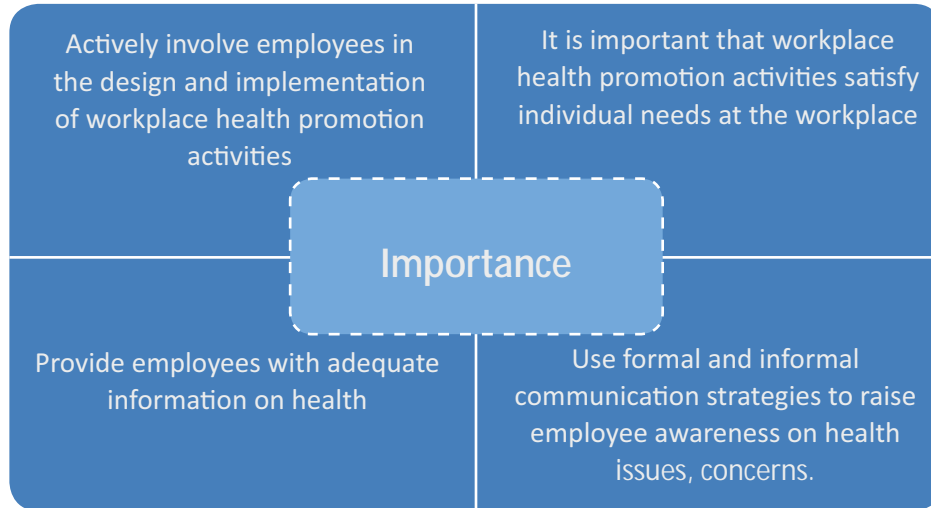 Actively involve employees in
the design and implementation
of workplace health promotion
activities
It is important that workplace
health promotion activities satisfy
individual needs at the workplace
Importance
Provide employees with adequate
information on health
Use formal and informal
communication strategies to raise
employee awareness on health
issues, concerns.